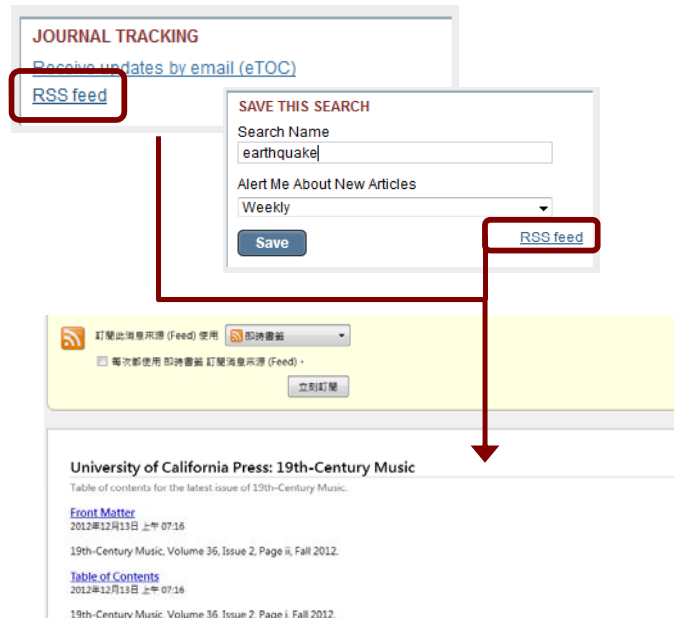 JOURNAL TRACKING
Receive updates by email (eTOC)
RSS feed
SAVE THIS SEARCH
Search Name
earthquake
Alert Me About New Articles
Weekly
Save
RSS feed
訂閱此消息來源 (Feed) 使用 即時書籤
每次都使用 即時書籤 訂閱消息來源 (Feed)。
立刻訂閱
University of California Press: 19th-Century Music
Table of contents for the latest issue of 19th-Century Music.
Front Matter
2012年12月13日 上午 07:16
19th-Century Music, Volume 36, Issue 2, Page ii, Fall 2012.
Table of Contents
2012年12月13日 上午 07:16
19th-Century Music, Volume 36, Issue 2, Page i, Fall 2012.